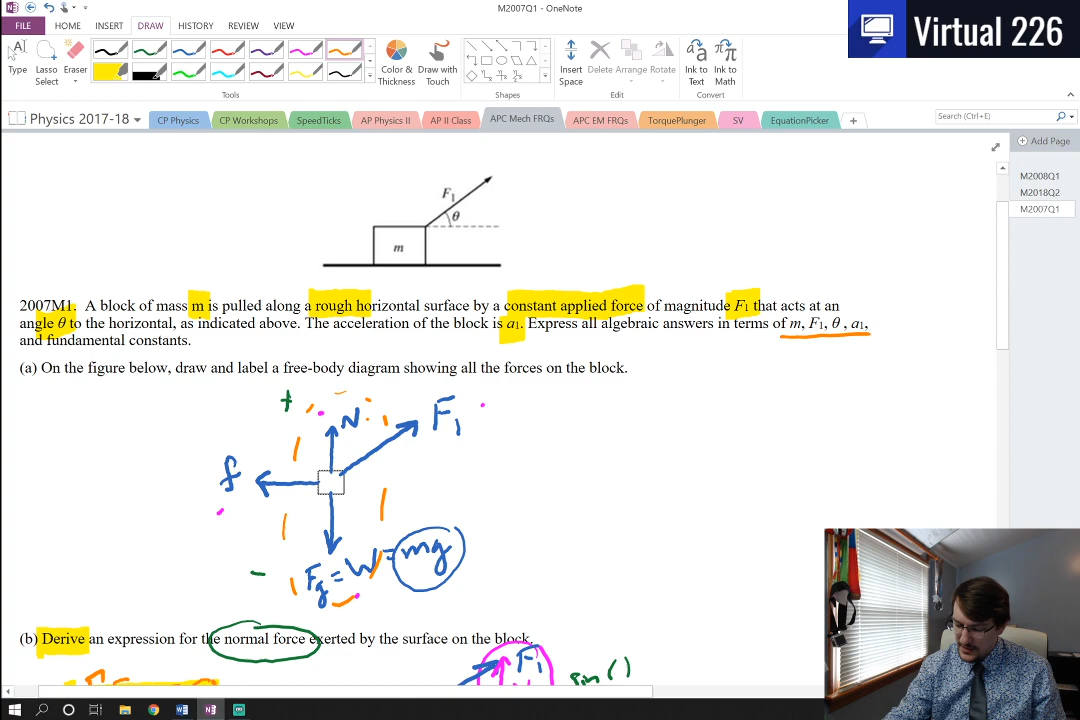 M2007Q1 - OneNote
Virtual 226
FILE HOME INSERT DRAW HISTORY REVIEW VIEW
Type Lasso Select Eraser
Color & Thickness Draw with Touch
Insert Space Delete Arrange Rotate
Ink to Text Ink to Math
Tools Shapes Edit Convert
Physics 2017-18 CP Physics CP Workshops SpeedTicks AP Physics II AP II Class APC Mech FRQs APC EM FRQs TorquePlunger SV EquationPicker + Search (Ctrl+E)
Add Page
M2008Q1
M2018Q2
M2007Q1
F₁
θ
m
2007M1. A block of mass m is pulled along a rough horizontal surface by a constant applied force of magnitude F₁ that acts at an
angle θ to the horizontal, as indicated above. The acceleration of the block is a₁. Express all algebraic answers in terms of m, F₁, θ , a₁,
and fundamental constants.
(a) On the figure below, draw and label a free-body diagram showing all the forces on the block.
+
N
F₁
f
-
Fg = W = mg
(b) Derive an expression for the normal force exerted by the surface on the block.
F₁
sin()